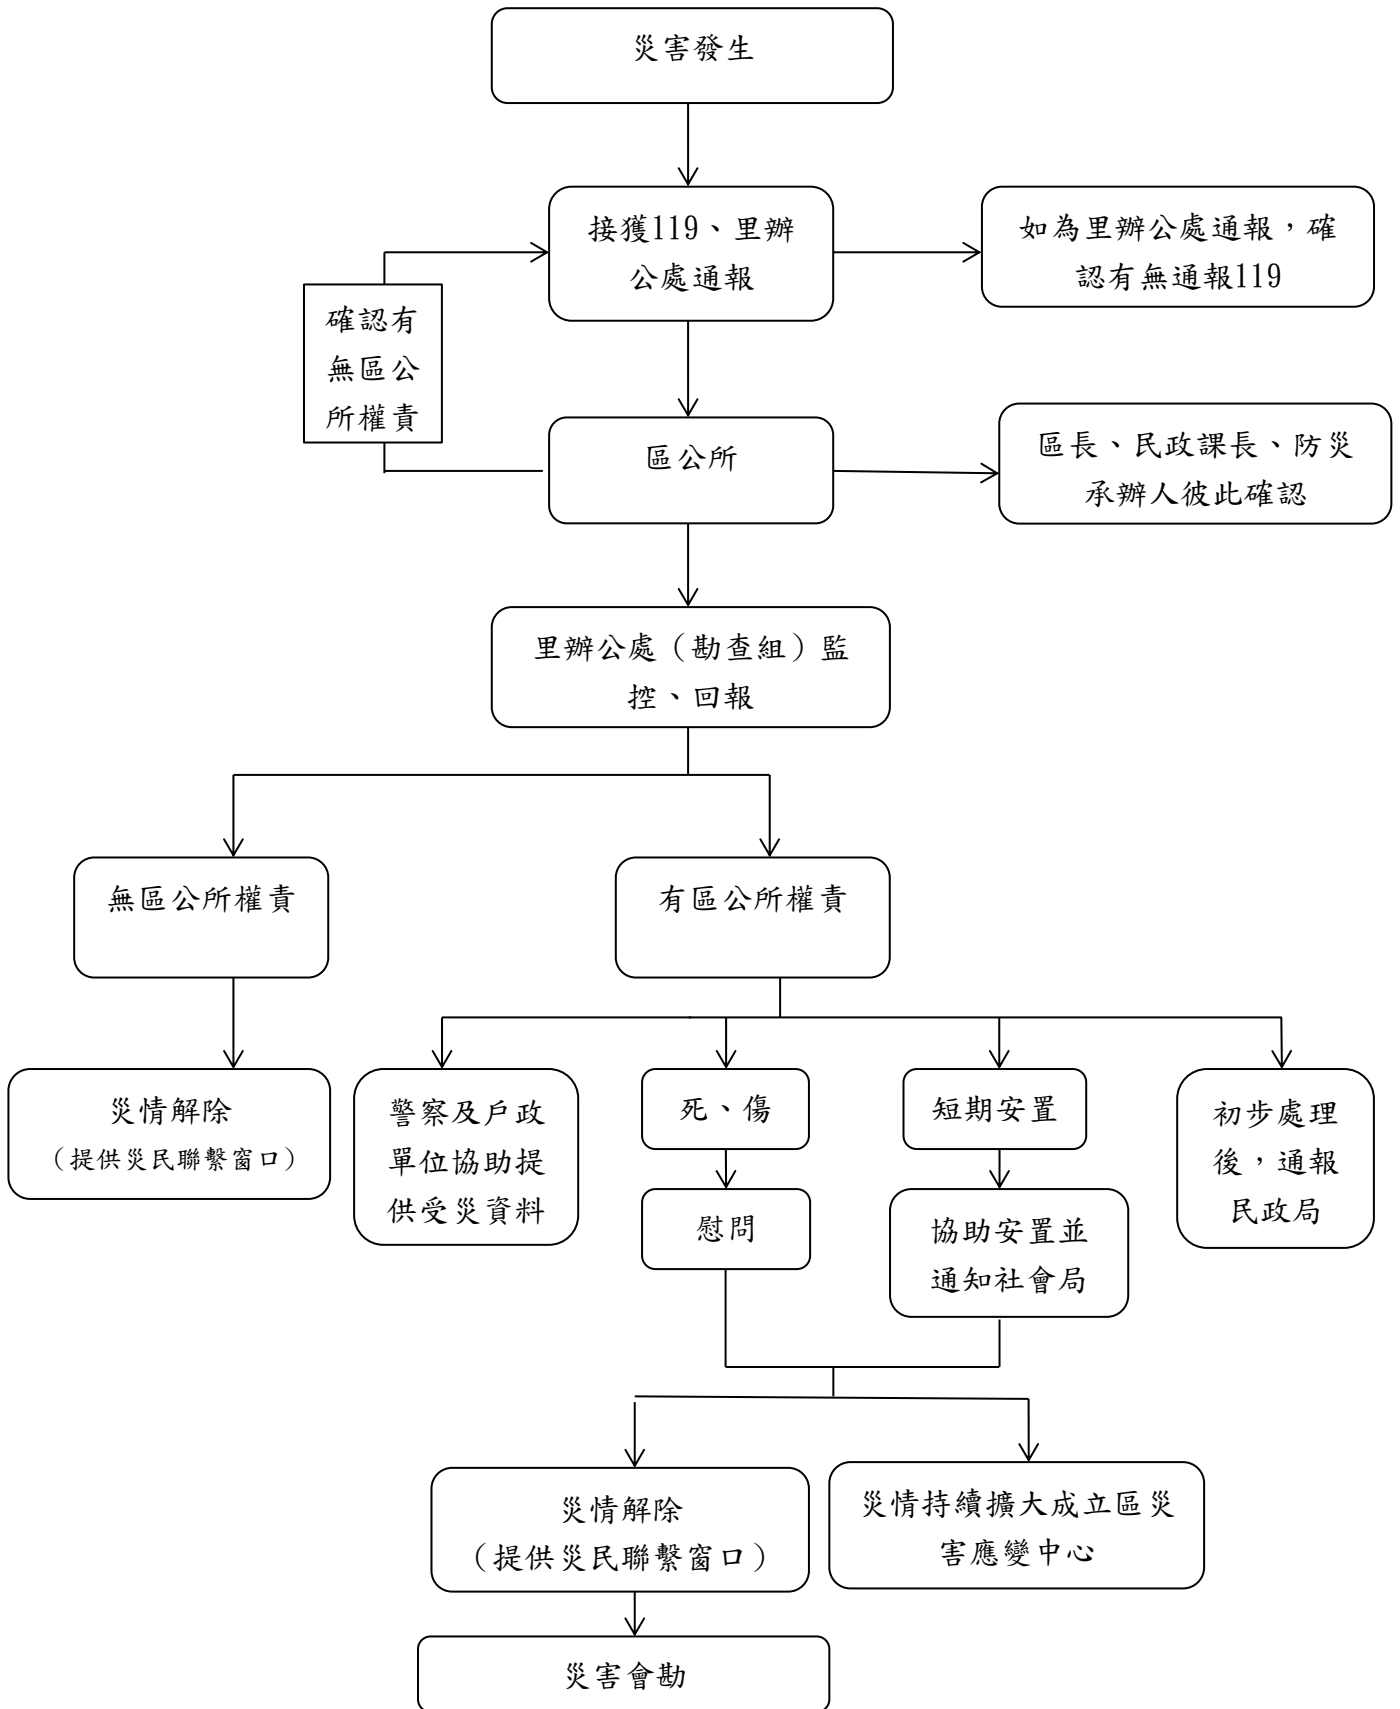 災害發生
接獲119、里辦
公處通報
如為里辦公處通報，確
認有無通報119
確認有
無區公
所權責
區公所
區長、民政課長、防災
承辦人彼此確認
里辦公處（勘查組）監
控、回報
無區公所權責
有區公所權責
災情解除
（提供災民聯繫窗口）
警察及戶政
單位協助提
供受災資料
死、傷
短期安置
初步處理
後，通報
民政局
慰問
協助安置並
通知社會局
災情解除
（提供災民聯繫窗口）
災情持續擴大成立區災
害應變中心
災害會勘